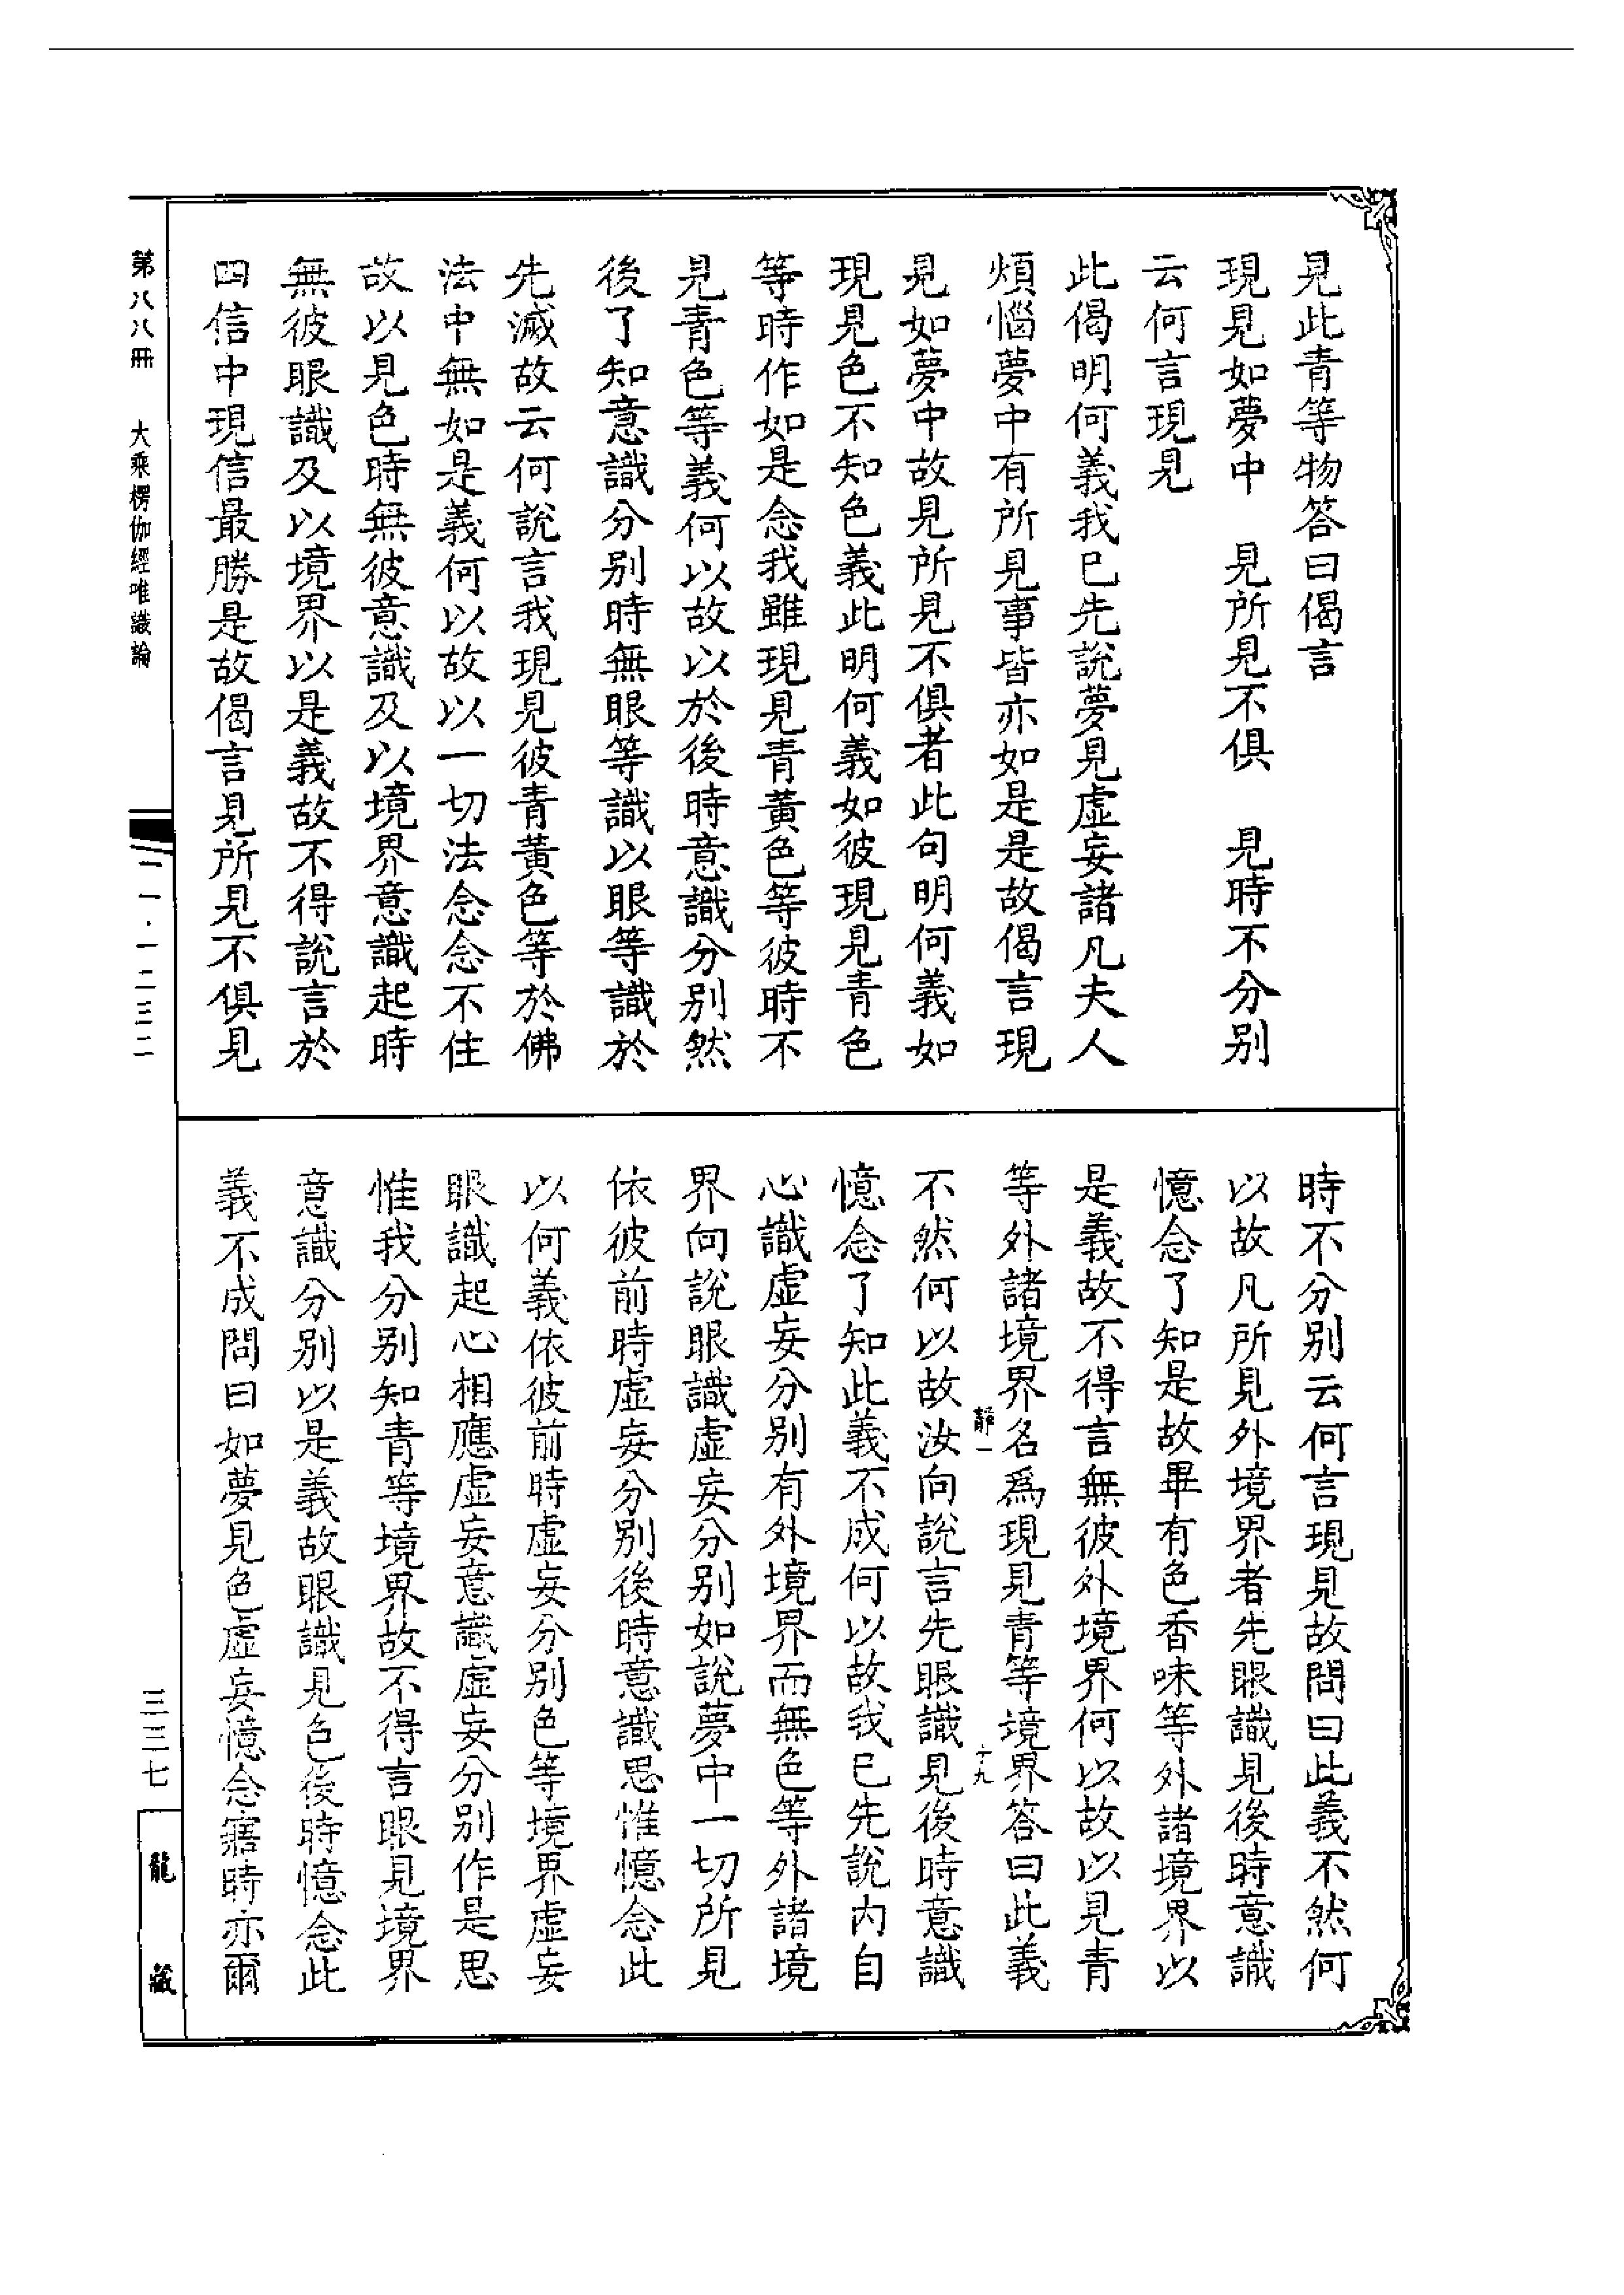 見此青等物答曰偈言
現見如夢中　見所見不俱　見時不分別
云何言現見
此偈明何義我已先說夢見虛妄諸凡夫人
煩惱夢中有所見事皆亦如是是故偈言現
見如夢中故見所見不俱者此句明何義如
現見色不知色義此明何義如彼現見青色
等時作如是念我雖現見青黃色等彼時不
見青色等義何以故以於後時意識分別然
後了知意識分別時無眼等識以眼等識於
先滅故云何說言我現見彼青黃色等於佛
法中無如是義何以故以一切法念念不住
故以見色時無彼意識及以境界意識起時
無彼眼識及以境界以是義故不得說言於
四信中現信最勝是故偈言見所見不俱見
時不分別云何言現見故問曰此義不然何
以故凡所見外境界者先眼識見後時意識
憶念了知是故畢有色香味等外諸境界以
是義故不得言無彼外境界何以故以見青
等外諸境界名爲現見青等境界答曰此義
靜一　十九
不然何以故汝向說言先眼識見後時意識
憶念了知此義不成何以故我已先說內自
心識虛妄分別有外境界而無色等外諸境
界向說眼識虛妄分別如說夢中一切所見
依彼前時虛妄分別後時意識思惟憶念此
以何義依彼前時虛妄分別色等境界虛妄
眼識起心相應虛妄意識虛妄分別作是思
惟我分別知青等境界故不得言眼見境界
意識分別以是義故眼識見色後時憶念此
義不成問曰如夢見色虛妄憶念寤時亦爾
第八八冊　大乘楞伽經唯識論
二一·一二三二
三三七
龍藏